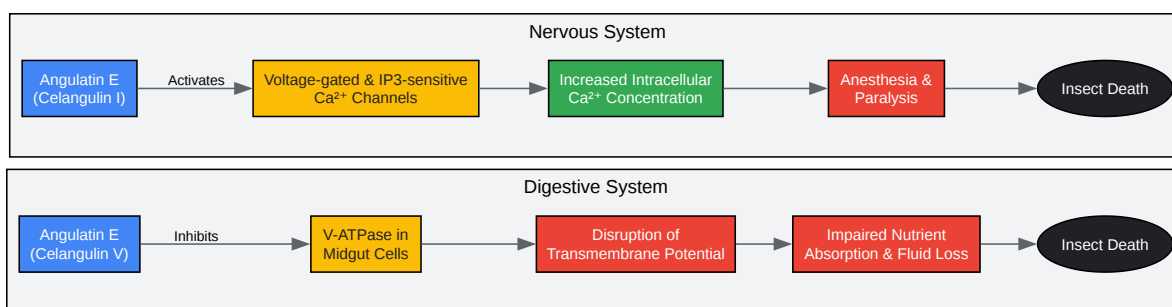 Nervous System
Angulatin E
(Celangulin I)
Activates
Voltage-gated & IP3-sensitive
Ca²⁺ Channels
Increased Intracellular
Ca²⁺ Concentration
Anesthesia &
Paralysis
Insect Death
Digestive System
Angulatin E
(Celangulin V)
Inhibits
V-ATPase in
Midgut Cells
Disruption of
Transmembrane Potential
Impaired Nutrient
Absorption & Fluid Loss
Insect Death